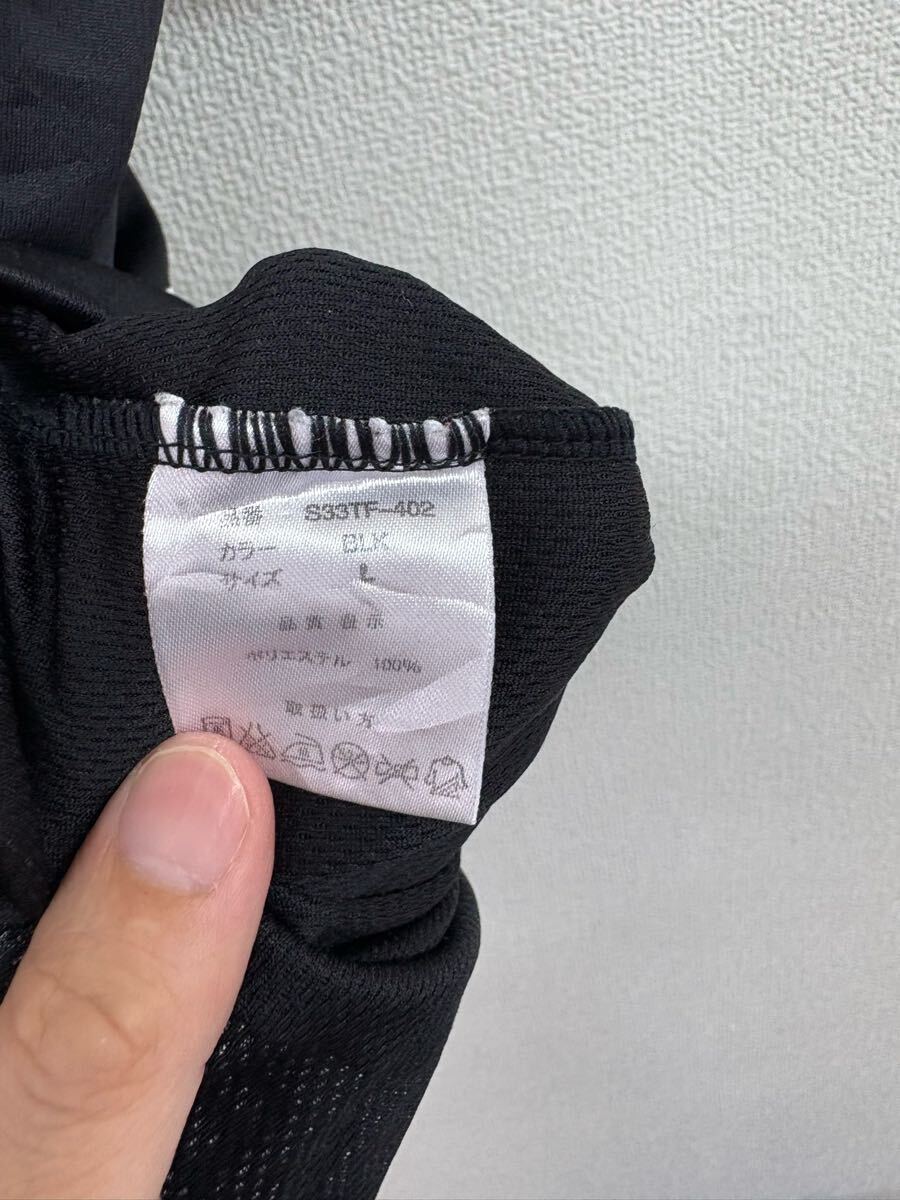 品番 S33TF-402
カラー BLK
サイズ L
品質表示
ポリエステル 100%
取扱い方